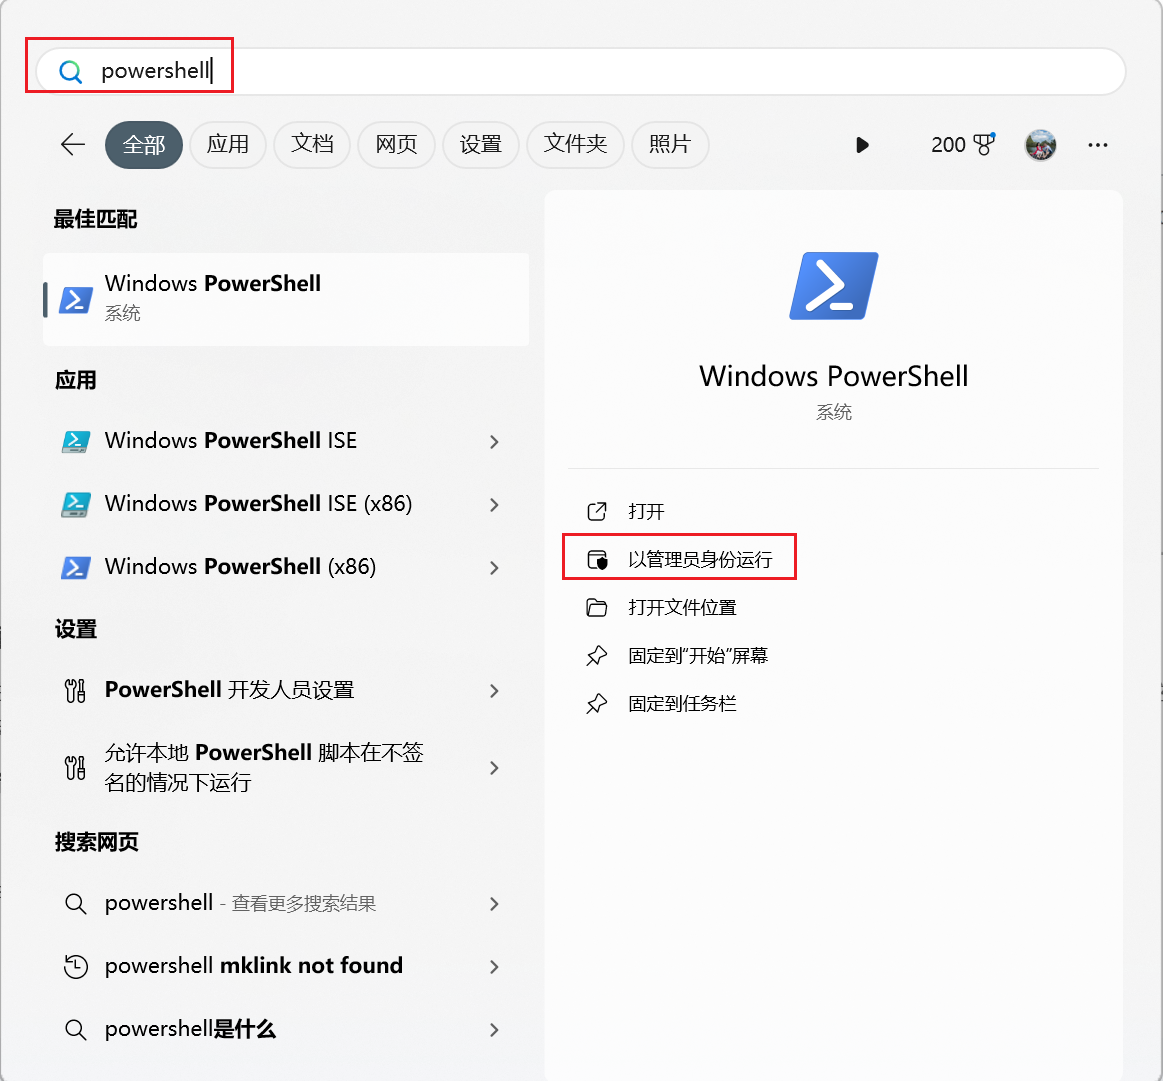 powershell
全部
应用
文档
网页
设置
文件夹
照片
200
最佳匹配
Windows PowerShell
系统
应用
Windows PowerShell ISE
Windows PowerShell ISE (x86)
Windows PowerShell (x86)
设置
PowerShell 开发人员设置
允许本地 PowerShell 脚本在不签
名的情况下运行
搜索网页
powershell - 查看更多搜索结果
powershell mklink not found
powershell是什么
Windows PowerShell
系统
打开
以管理员身份运行
打开文件位置
固定到“开始”屏幕
固定到任务栏